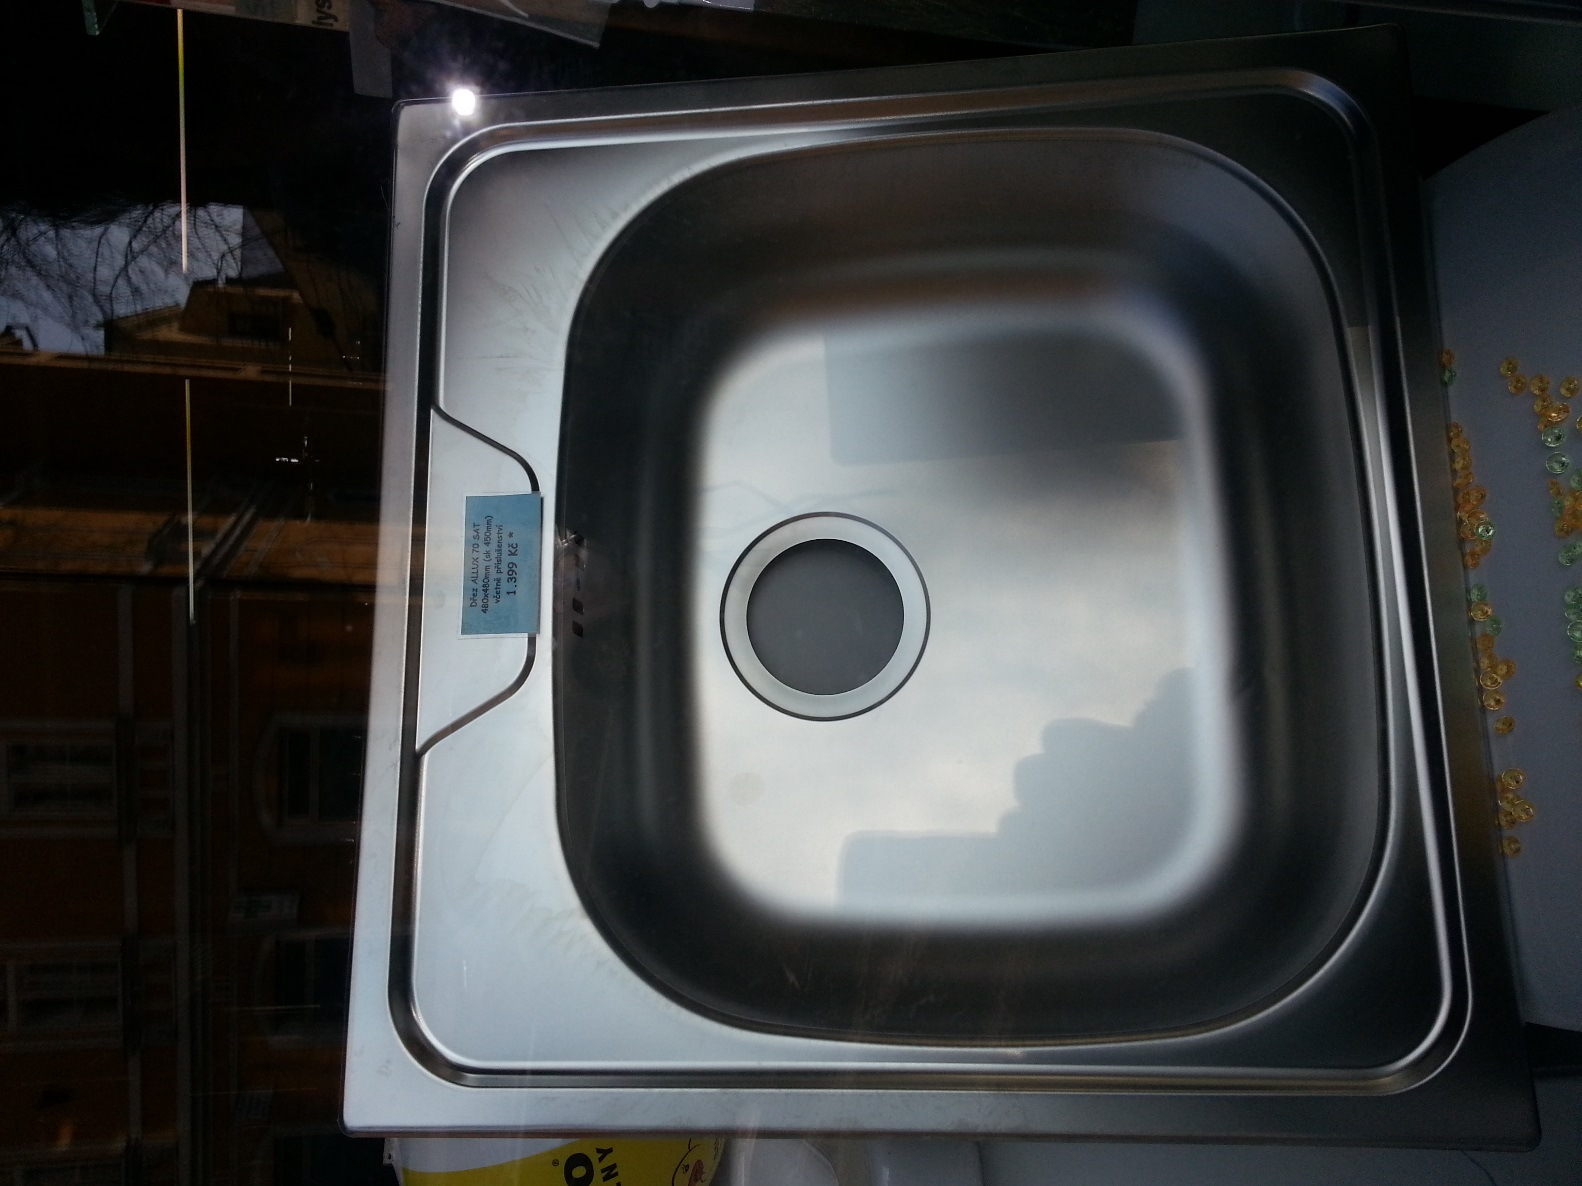 Dřez ALLUX 70 SAT
480x480mm (sk 450mm)
včetně příslušenství
1.399 Kč *